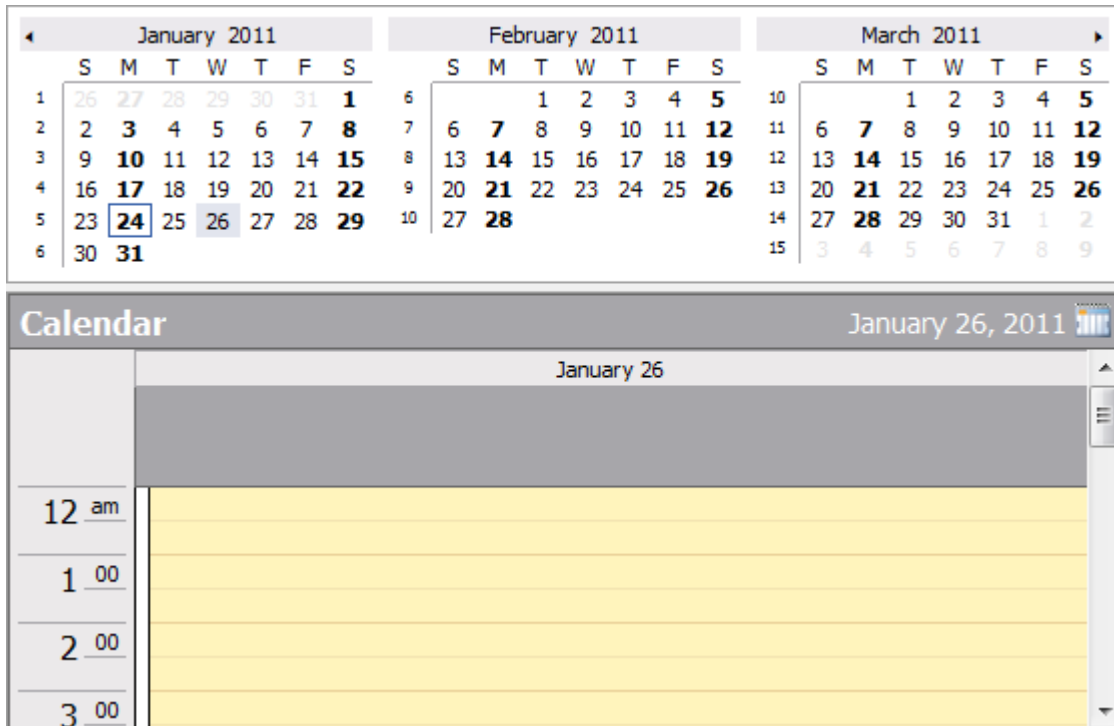 January 2011 February 2011 March 2011
S M T W T F S S M T W T F S S M T W T F S
1 26 27 28 29 30 31 1 6 1 2 3 4 5 10 1 2 3 4 5
2 2 3 4 5 6 7 8 7 6 7 8 9 10 11 12 11 6 7 8 9 10 11 12
3 9 10 11 12 13 14 15 8 13 14 15 16 17 18 19 12 13 14 15 16 17 18 19
4 16 17 18 19 20 21 22 9 20 21 22 23 24 25 26 13 20 21 22 23 24 25 26
5 23 24 25 26 27 28 29 10 27 28 14 27 28 29 30 31 1 2
6 30 31 15 3 4 5 6 7 8 9
Calendar January 26, 2011
January 26
12 am
1 00
2 00
3 00